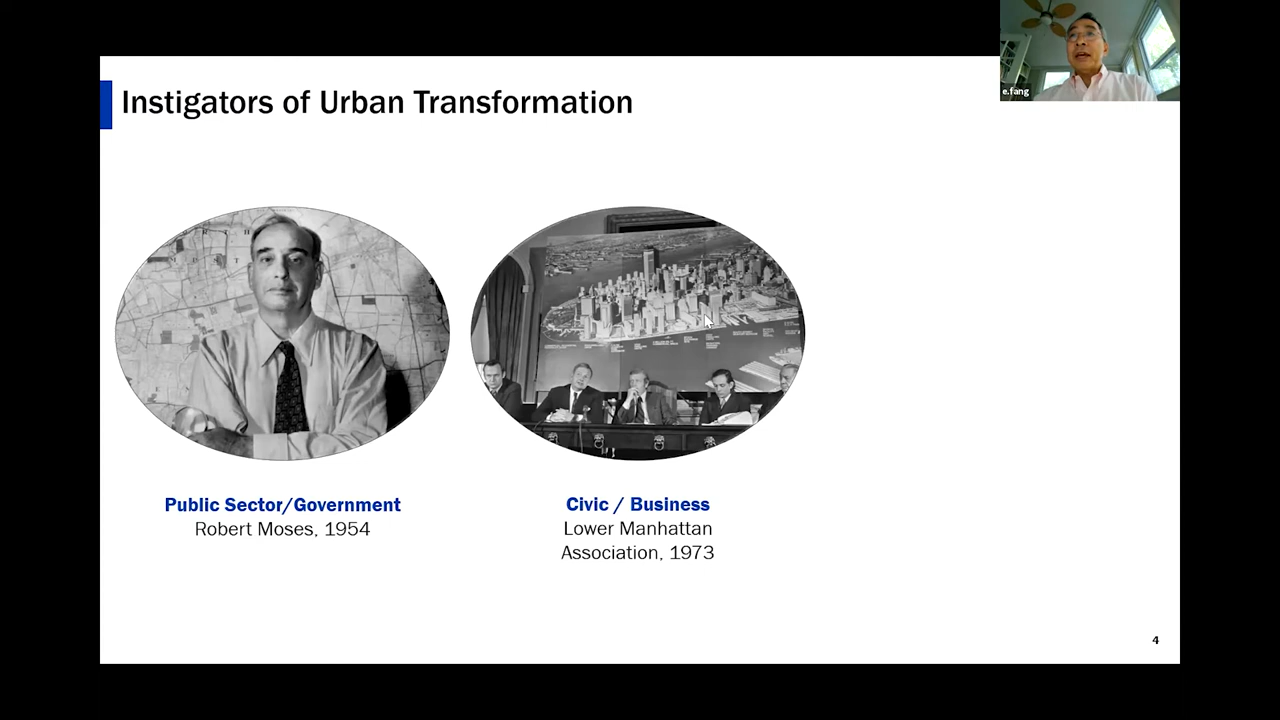 Instigators of Urban Transformation
e.fang
Public Sector/Government
Robert Moses, 1954
Civic / Business
Lower Manhattan
Association, 1973
4